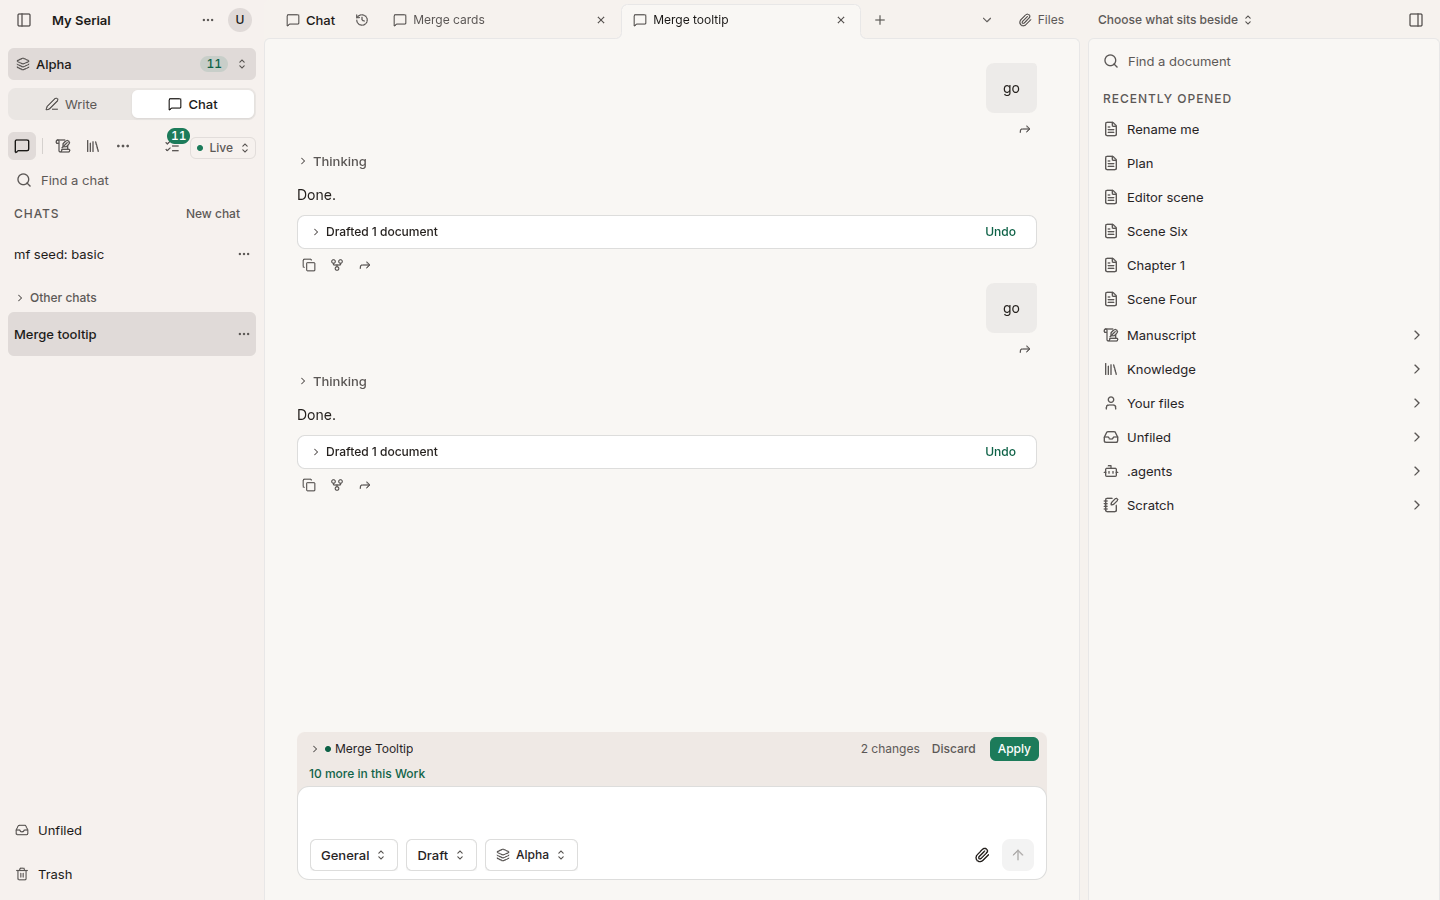 My Serial
U
Alpha
11
Write
Chat
11
Live
Find a chat
CHATS
New chat
mf seed: basic
Other chats
Merge tooltip
Unfiled
Trash
Chat
Merge cards
Merge tooltip
Files
go
Thinking
Done.
Drafted 1 document
Undo
go
Thinking
Done.
Drafted 1 document
Undo
Merge Tooltip
2 changes
Discard
Apply
10 more in this Work
General
Draft
Alpha
Choose what sits beside
Find a document
RECENTLY OPENED
Rename me
Plan
Editor scene
Scene Six
Chapter 1
Scene Four
Manuscript
Knowledge
Your files
Unfiled
.agents
Scratch